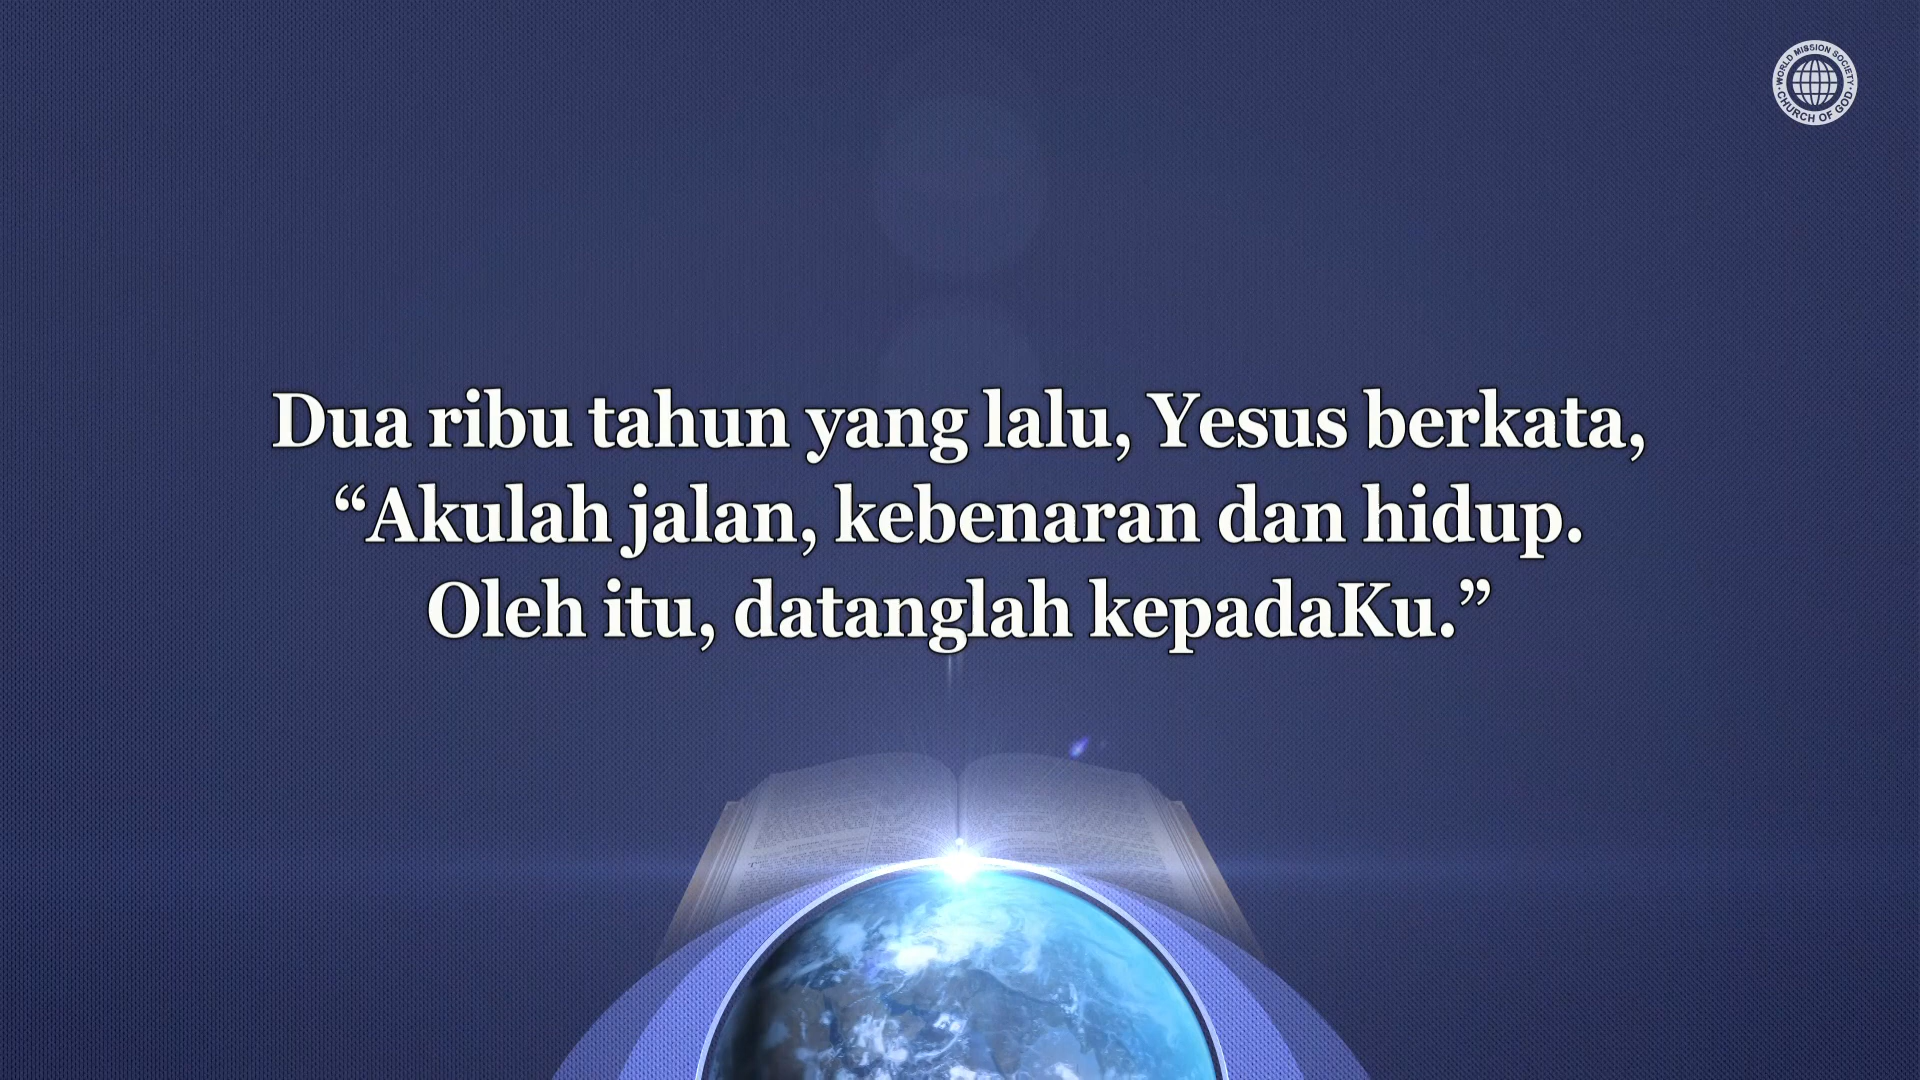 WORLD MISSION SOCIETY
CHURCH OF GOD
Dua ribu tahun yang lalu, Yesus berkata,
“Akulah jalan, kebenaran dan hidup.
Oleh itu, datanglah kepadaKu.”